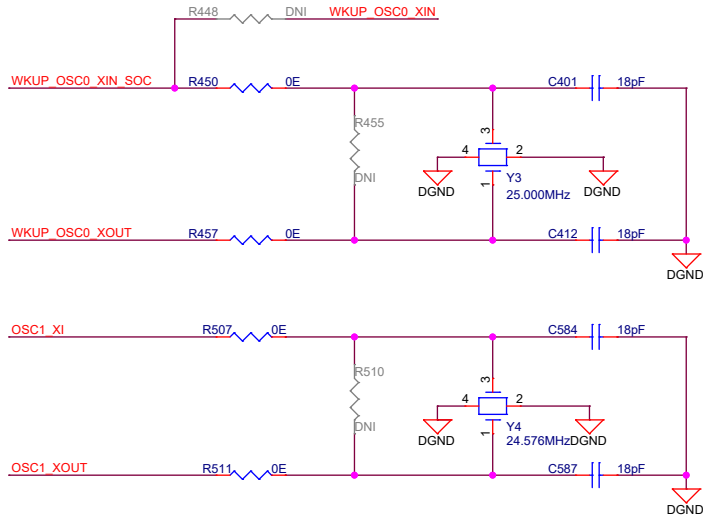 R448 DNI WKUP_OSC0_XIN
WKUP_OSC0_XIN_SOC R450 0E C401 18pF
R455
3
4 2
DNI 1 Y3
DGND DGND
25.000MHz
WKUP_OSC0_XOUT R457 0E C412 18pF
DGND
OSC1_XI R507 0E C584 18pF
R510
3
4 2
DNI 1 Y4
DGND 24.576MHz DGND
OSC1_XOUT R511 0E C587 18pF
DGND